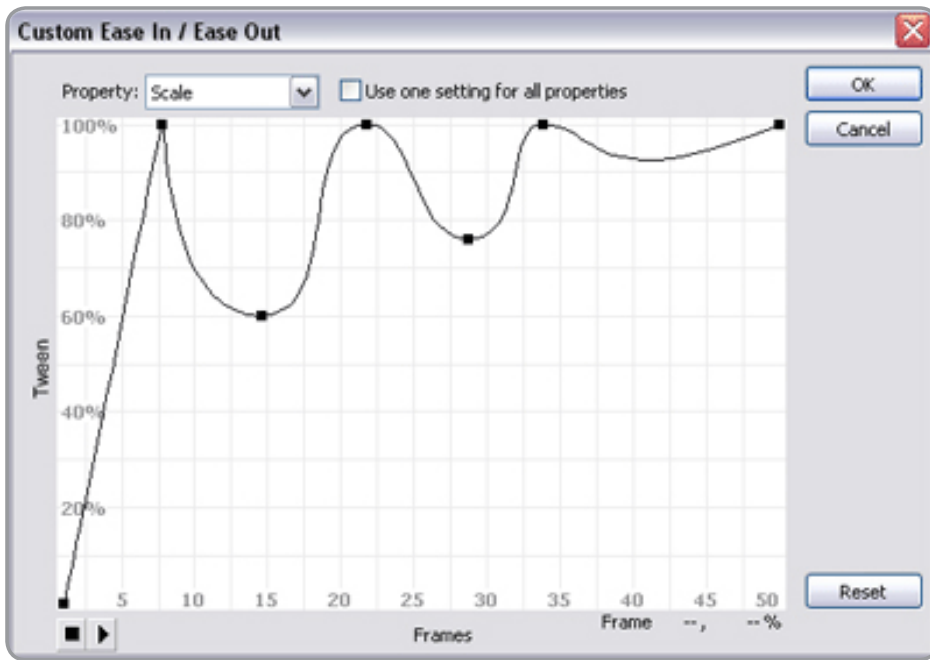 Custom Ease In / Ease Out
Property: Scale Use one setting for all properties
OK
Cancel
100%
80%
60%
40%
20%
Tween
5 10 15 20 25 30 35 40 45 50
Frame --, --%
Frames
Reset